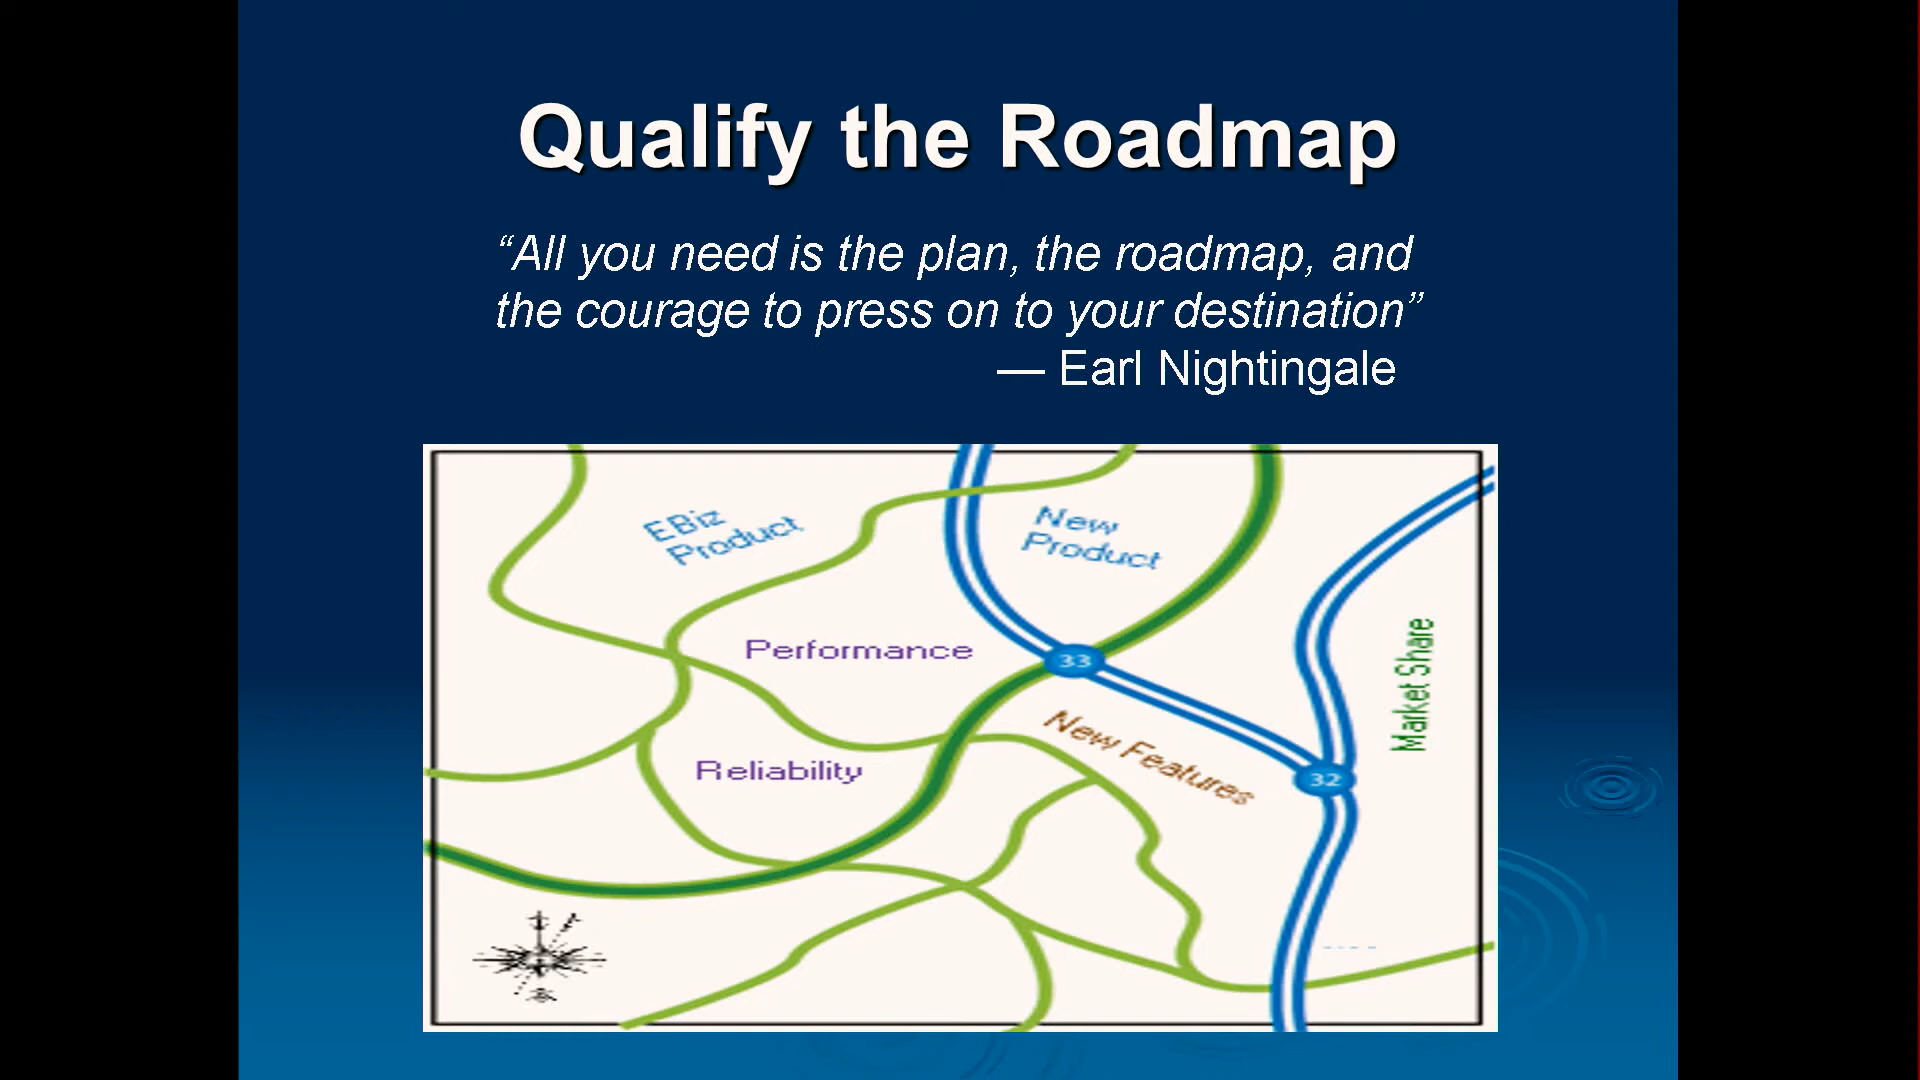 Qualify the Roadmap
“All you need is the plan, the roadmap, and
the courage to press on to your destination”
— Earl Nightingale
EBiz
Product
New
Product
Performance
33
New Features
Market Share
Reliability
32